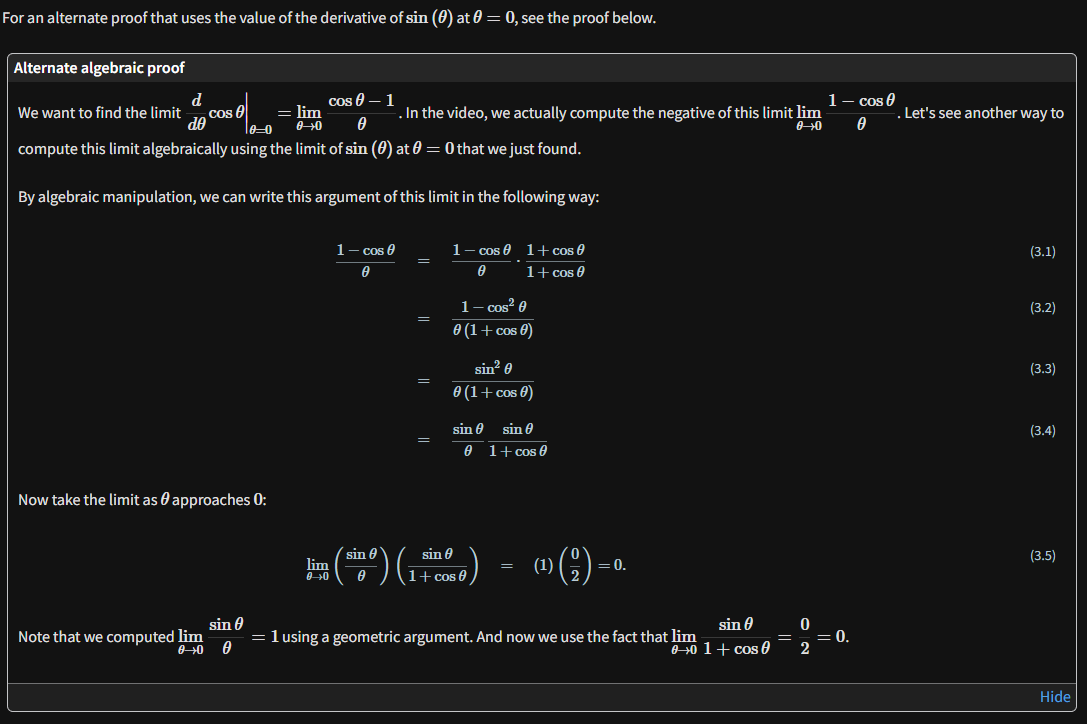 For an alternate proof that uses the value of the derivative of sin (θ) at θ = 0, see the proof below.
Alternate algebraic proof
We want to find the limit d/dθ cos θ|_{θ=0} = lim_{θ→0} (cos θ − 1)/θ. In the video, we actually compute the negative of this limit lim_{θ→0} (1 − cos θ)/θ. Let's see another way to
compute this limit algebraically using the limit of sin (θ) at θ = 0 that we just found.
By algebraic manipulation, we can write this argument of this limit in the following way:
(1 − cos θ)/θ = (1 − cos θ)/θ · (1 + cos θ)/(1 + cos θ) (3.1)
= (1 − cos² θ)/(θ (1 + cos θ)) (3.2)
= (sin² θ)/(θ (1 + cos θ)) (3.3)
= (sin θ)/θ (sin θ)/(1 + cos θ) (3.4)
Now take the limit as θ approaches 0:
lim_{θ→0} ((sin θ)/θ) ((sin θ)/(1 + cos θ)) = (1) (0/2) = 0. (3.5)
Note that we computed lim_{θ→0} (sin θ)/θ = 1 using a geometric argument. And now we use the fact that lim_{θ→0} (sin θ)/(1 + cos θ) = 0/2 = 0.
Hide